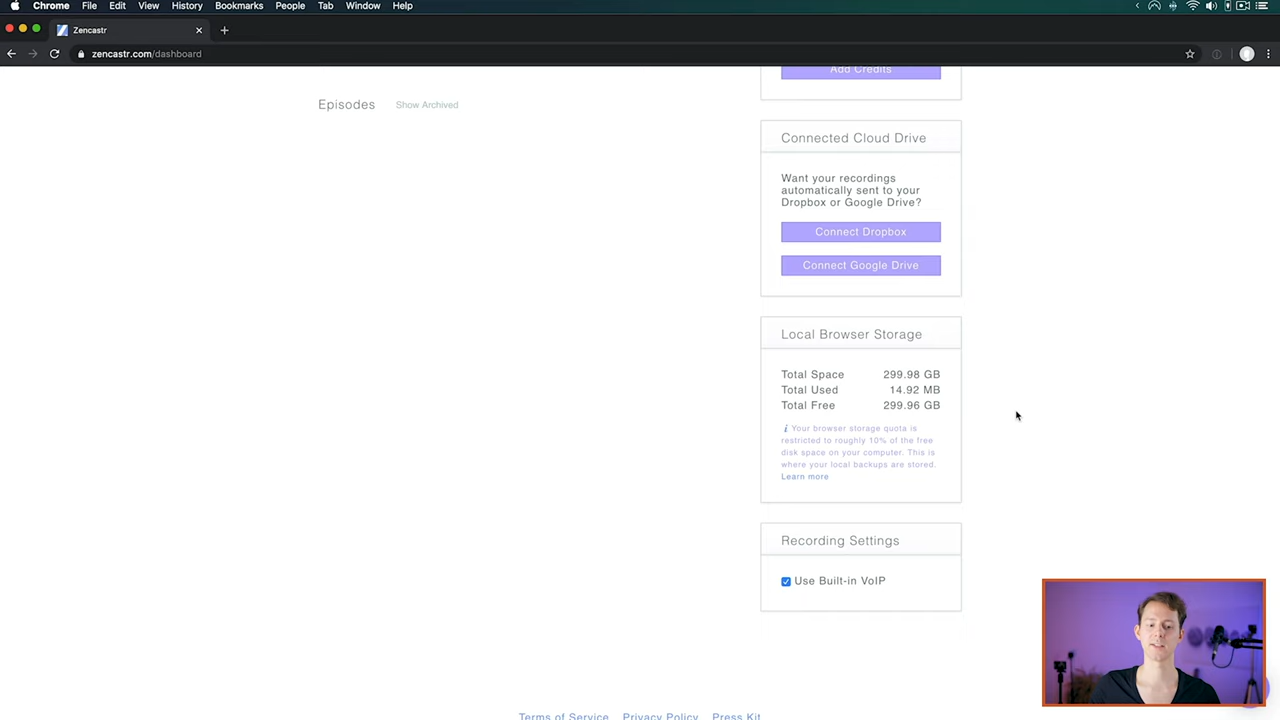 Chrome File Edit View History Bookmarks People Tab Window Help
Zencastr
zencastr.com/dashboard
Add Credits
Episodes Show Archived
Connected Cloud Drive
Want your recordings
automatically sent to your
Dropbox or Google Drive?
Connect Dropbox
Connect Google Drive
Local Browser Storage
Total Space 299.98 GB
Total Used 14.92 MB
Total Free 299.96 GB
i Your browser storage quota is
restricted to roughly 10% of the free
disk space on your computer. This is
where your local backups are stored.
Learn more
Recording Settings
Use Built-in VoIP
Terms of Service Privacy Policy Press Kit